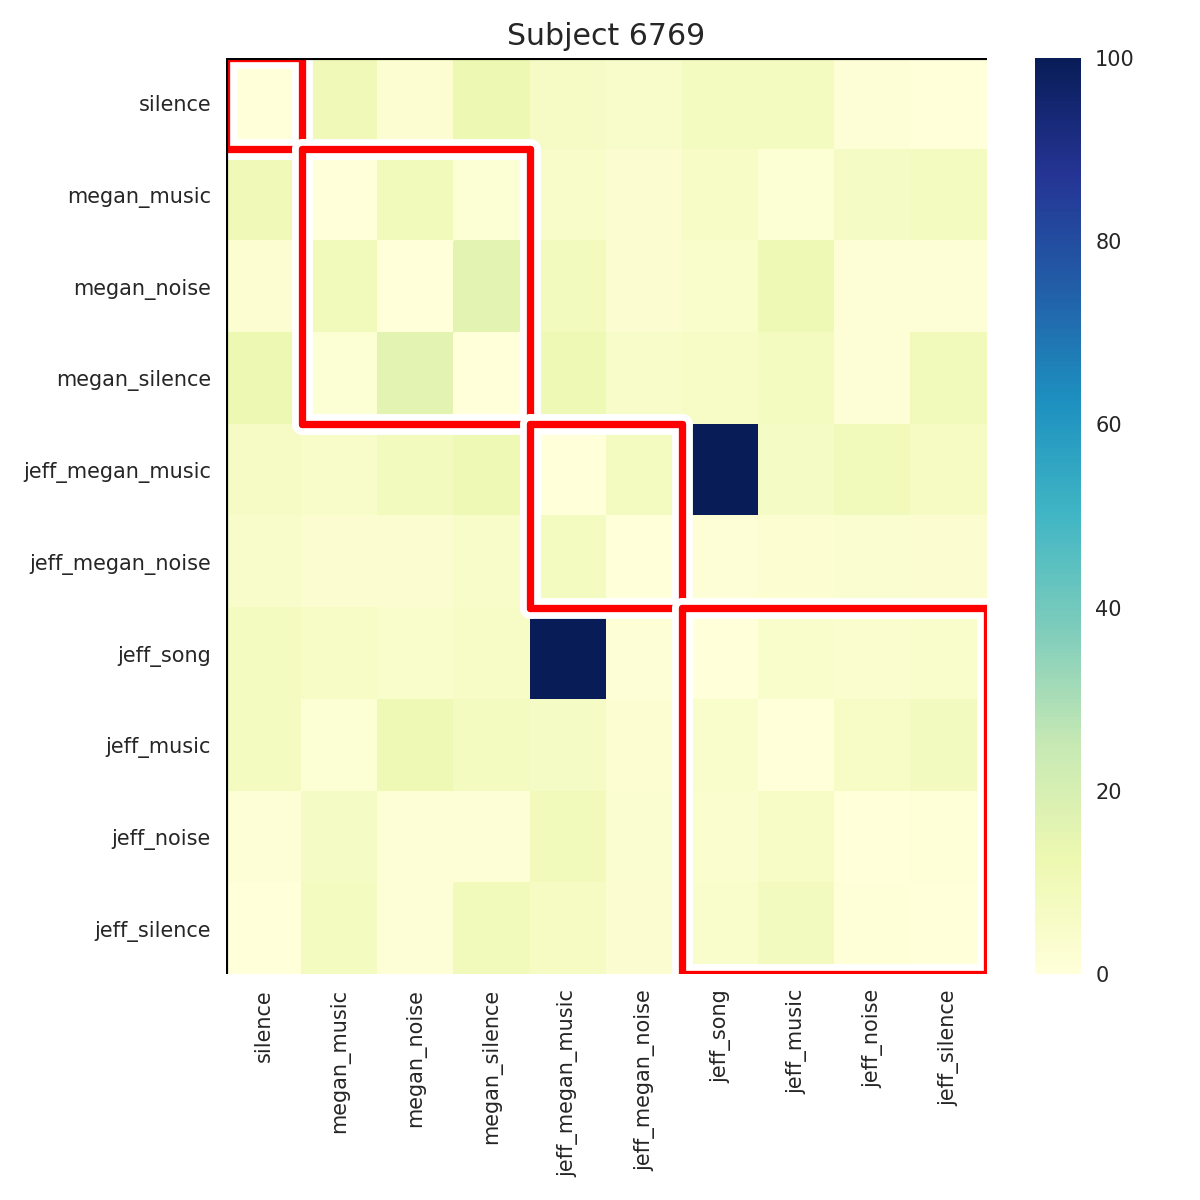 Subject 6769
silence
megan_music
megan_noise
megan_silence
jeff_megan_music
jeff_megan_noise
jeff_song
jeff_music
jeff_noise
jeff_silence
silence
megan_music
megan_noise
megan_silence
jeff_megan_music
jeff_megan_noise
jeff_song
jeff_music
jeff_noise
jeff_silence
100
80
60
40
20
0